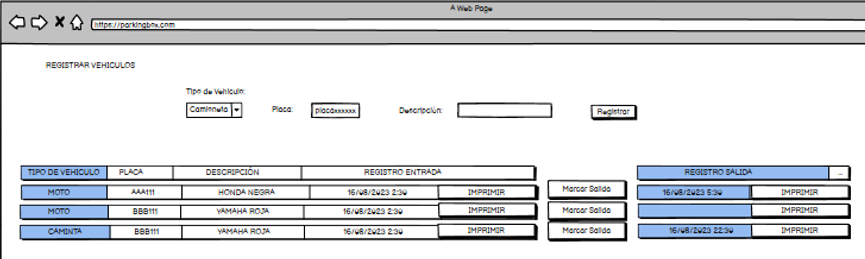 A Web Page
https://parkingbox.com
REGISTRAR VEHICULOS
Tipo de Vehiculo:
Camioneta Placa: placaxxxxxx Descripción: Registrar
TIPO DE VEHICULO PLACA DESCRIPCIÓN REGISTRO ENTRADA REGISTRO SALIDA ...
MOTO AAA111 HONDA NEGRA 16/08/2023 2:30 IMPRIMIR Marcar Salida 16/08/2023 5:30 IMPRIMIR
MOTO BBB111 YAMAHA ROJA 16/08/2023 2:30 IMPRIMIR Marcar Salida IMPRIMIR
CAMINTA BBB111 YAMAHA ROJA 16/08/2023 2:30 IMPRIMIR Marcar Salida 16/08/2023 22:30 IMPRIMIR